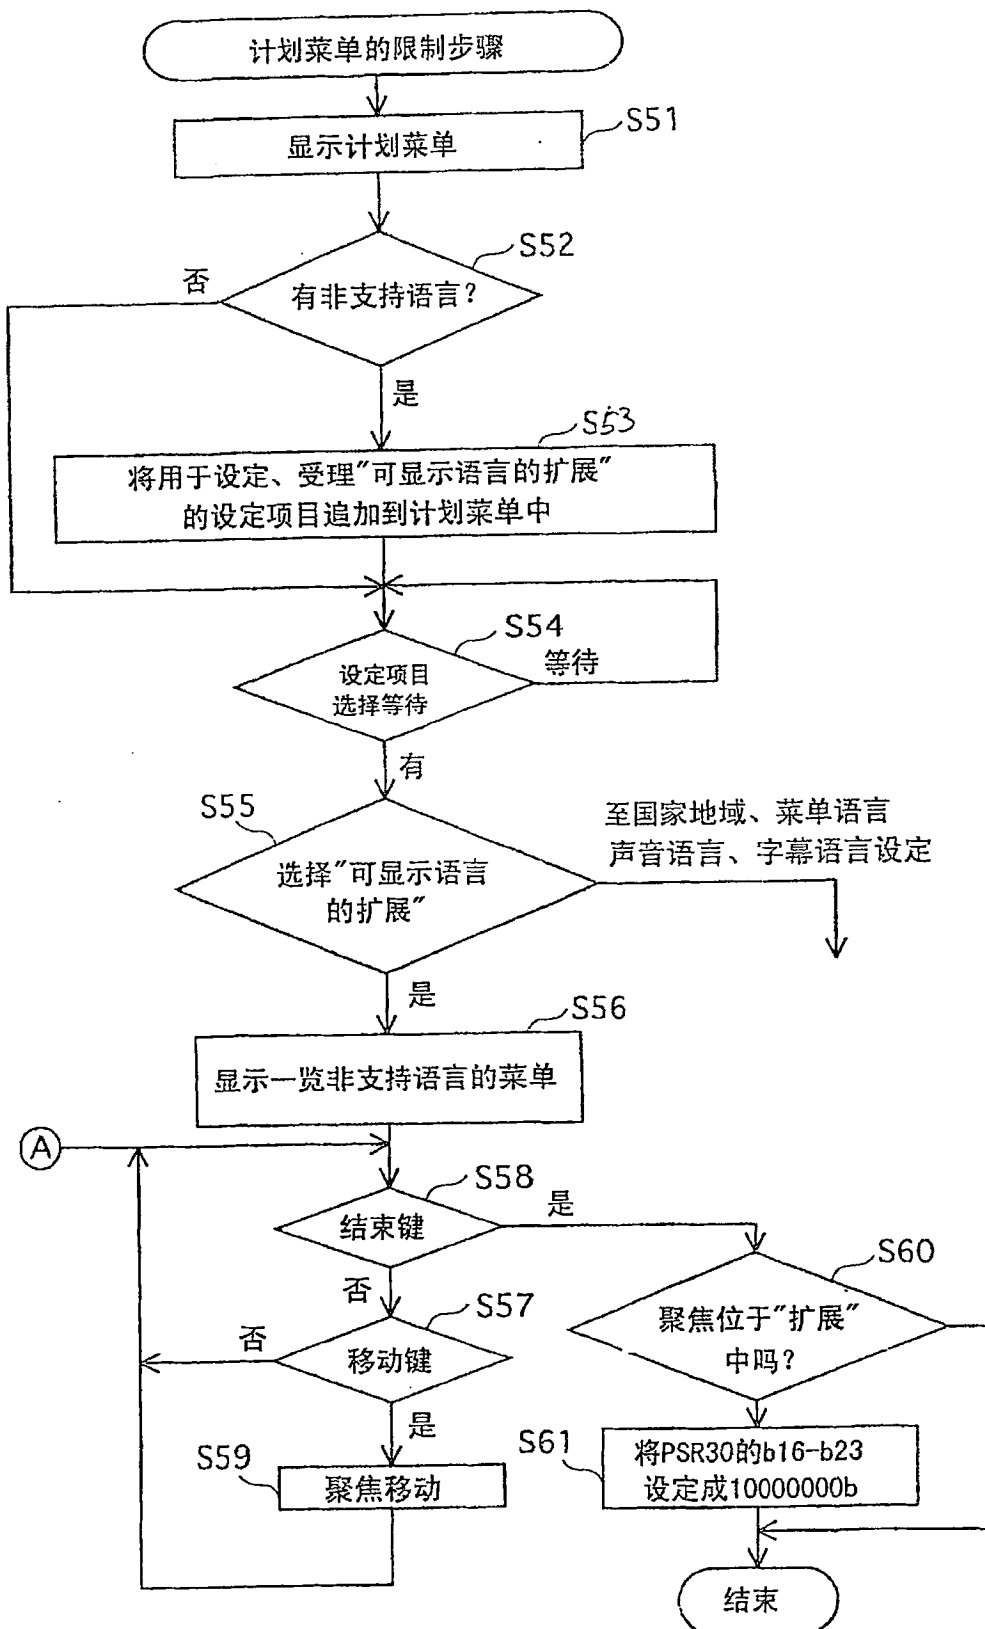 计划菜单的限制步骤
显示计划菜单
S51
有非支持语言?
S52
否
是
S53
将用于设定、受理"可显示语言的扩展"
的设定项目追加到计划菜单中
S54
设定项目
选择等待
等待
有
S55
选择"可显示语言
的扩展"
至国家地域、菜单语言
声音语言、字幕语言设定
是
S56
显示一览非支持语言的菜单
A
S58
结束键
是
否
S57
移动键
否
是
S59
聚焦移动
S60
聚焦位于"扩展"
中吗?
S61
将PSR30的b16-b23
设定成10000000b
结束